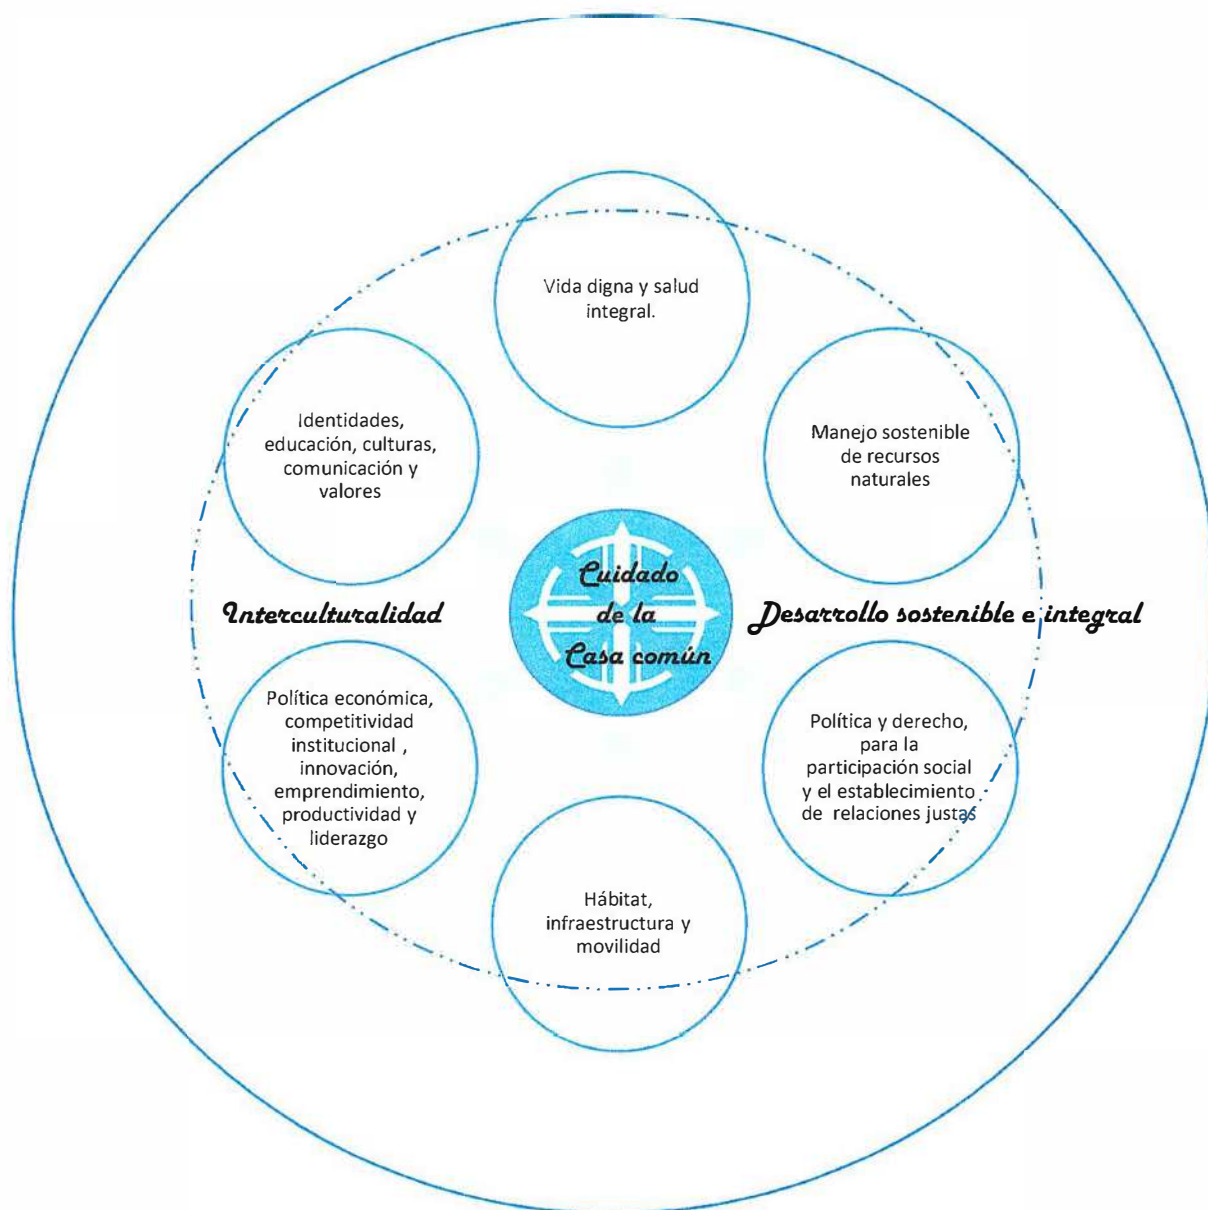 Vida digna y salud
integral.
Identidades,
educación, culturas,
comunicación y
valores
Manejo sostenible
de recursos
naturales
Cuidado
de la
Casa común
Interculturalidad
Desarrollo sostenible e integral
Política económica,
competitividad
institucional ,
innovación,
emprendimiento,
productividad y
liderazgo
Política y derecho,
para la
participación social
y el establecimiento
de relaciones justas
Hábitat,
infraestructura y
movilidad